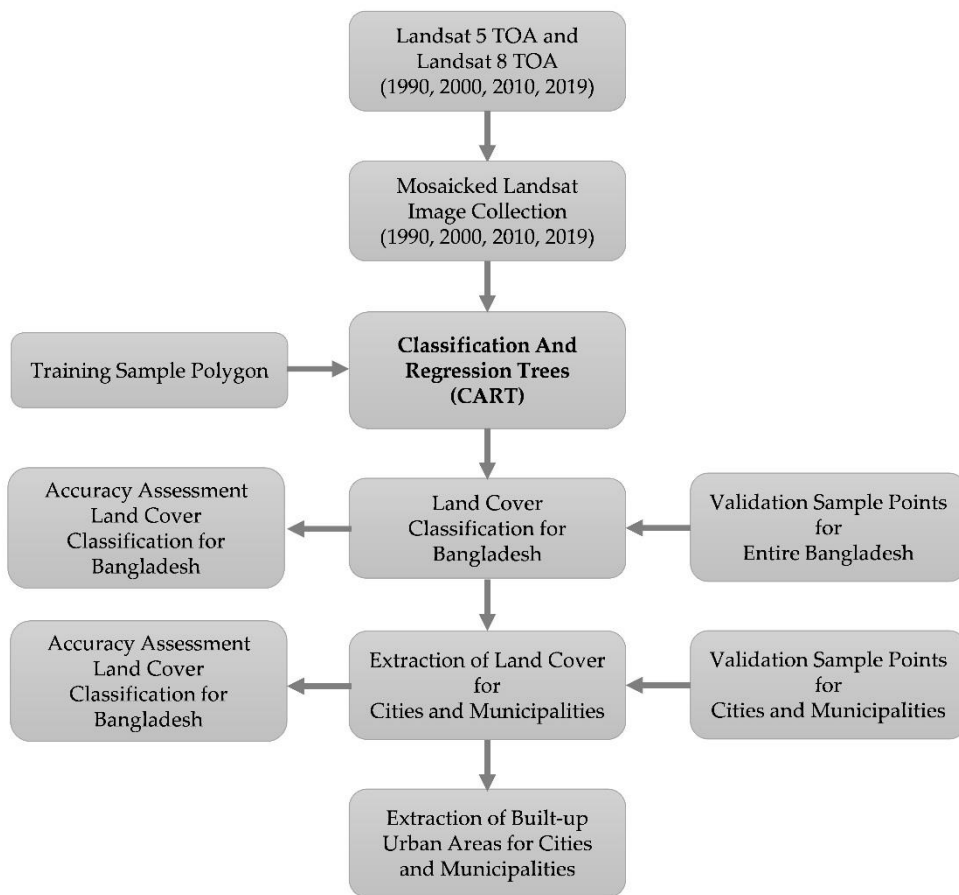 Landsat 5 TOA and
Landsat 8 TOA
(1990, 2000, 2010, 2019)
Mosaicked Landsat
Image Collection
(1990, 2000, 2010, 2019)
Training Sample Polygon
Classification And
Regression Trees
(CART)
Accuracy Assessment
Land Cover
Classification for
Bangladesh
Land Cover
Classification for
Bangladesh
Validation Sample Points
for
Entire Bangladesh
Accuracy Assessment
Land Cover
Classification for
Bangladesh
Extraction of Land Cover
for
Cities and Municipalities
Validation Sample Points
for
Cities and Municipalities
Extraction of Built-up
Urban Areas for Cities
and Municipalities